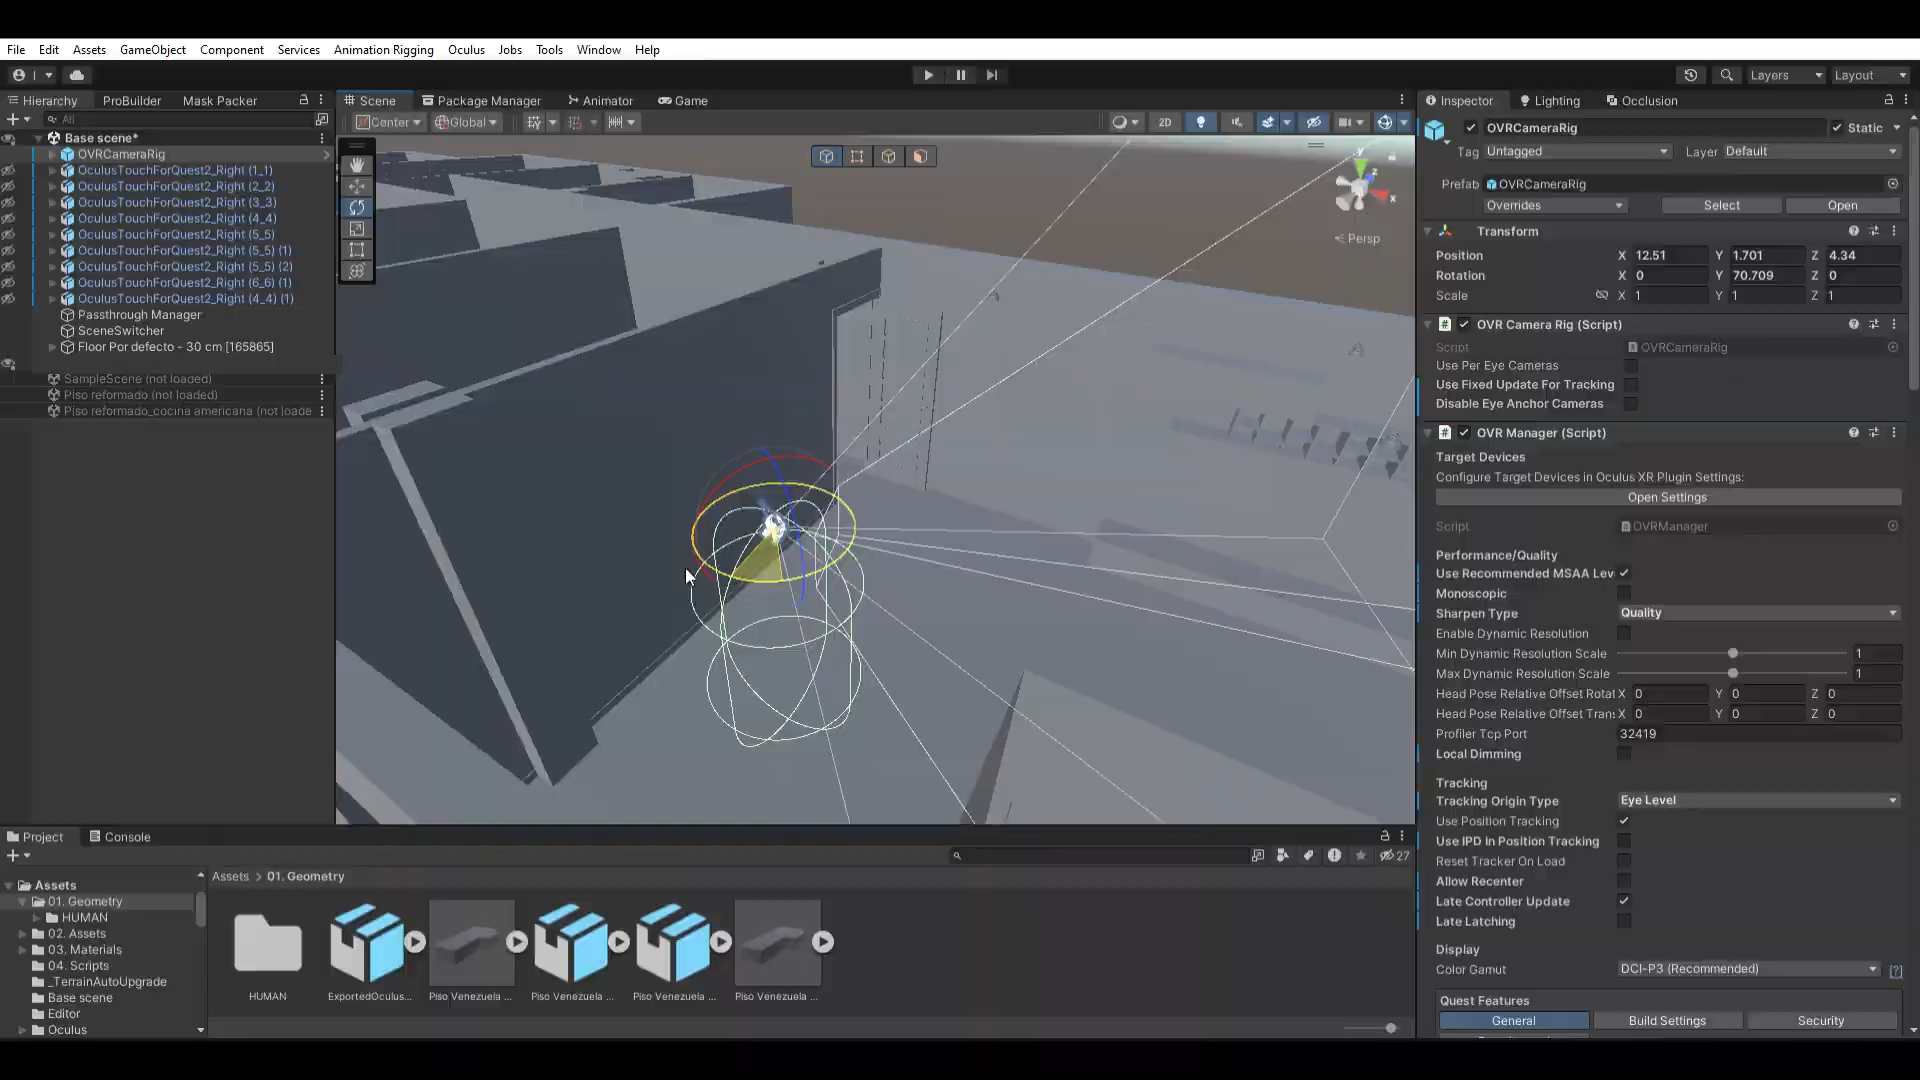 File Edit Assets GameObject Component Services Animation Rigging Oculus Jobs Tools Window Help
Layers Layout
Hierarchy ProBuilder Mask Packer
Scene Package Manager Animator Game
Inspector Lighting Occlusion
All
Center Global 2D
Base scene*
OVRCameraRig
OculusTouchForQuest2_Right (1_1)
OculusTouchForQuest2_Right (2_2)
OculusTouchForQuest2_Right (3_3)
OculusTouchForQuest2_Right (4_4)
OculusTouchForQuest2_Right (5_5)
OculusTouchForQuest2_Right (5_5) (1)
OculusTouchForQuest2_Right (5_5) (2)
OculusTouchForQuest2_Right (6_6) (1)
OculusTouchForQuest2_Right (4_4) (1)
Passthrough Manager
SceneSwitcher
Floor Por defecto - 30 cm [165865]
SampleScene (not loaded)
Piso reformado (not loaded)
Piso reformado_cocina americana (not loade
y
z
x
Persp
OVRCameraRig Static
Tag Untagged Layer Default
Prefab OVRCameraRig
Overrides Select Open
Transform
Position X 12.51 Y 1.701 Z 4.34
Rotation X 0 Y 70.709 Z 0
Scale X 1 Y 1 Z 1
OVR Camera Rig (Script)
Script OVRCameraRig
Use Per Eye Cameras
Use Fixed Update For Tracking
Disable Eye Anchor Cameras
OVR Manager (Script)
Target Devices
Configure Target Devices in Oculus XR Plugin Settings:
Open Settings
Script OVRManager
Performance/Quality
Use Recommended MSAA Lev
Monoscopic
Sharpen Type Quality
Enable Dynamic Resolution
Min Dynamic Resolution Scale 1
Max Dynamic Resolution Scale 1
Head Pose Relative Offset Rotat X 0 Y 0 Z 0
Head Pose Relative Offset Tran: X 0 Y 0 Z 0
Profiler Tcp Port 32419
Local Dimming
Tracking
Tracking Origin Type Eye Level
Use Position Tracking
Use IPD In Position Tracking
Reset Tracker On Load
Allow Recenter
Late Controller Update
Late Latching
Display
Color Gamut DCI-P3 (Recommended) [?]
Quest Features
General Build Settings Security
Project Console
27
Assets
01. Geometry
HUMAN
02. Assets
03. Materials
04. Scripts
_TerrainAutoUpgrade
Base scene
Editor
Oculus
Assets > 01. Geometry
HUMAN ExportedOculus... Piso Venezuela ... Piso Venezuela ... Piso Venezuela ... Piso Venezuela ...